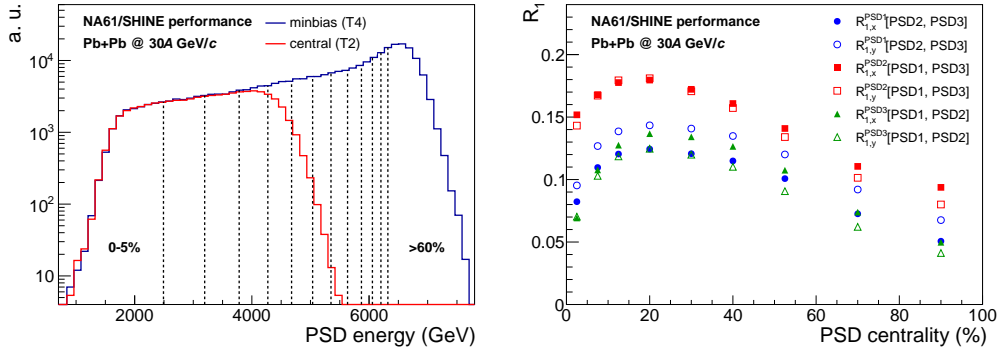 NA61/SHINE performance
Pb+Pb @ 30A GeV/c
minbias (T4)
central (T2)
a. u.
10⁴
10³
10²
10
0-5%
>60%
2000 4000 6000
PSD energy (GeV)
NA61/SHINE performance
Pb+Pb @ 30A GeV/c
R₁
R₁,ₓ^PSD1[PSD2, PSD3]
R₁,y^PSD1[PSD2, PSD3]
R₁,ₓ^PSD2[PSD1, PSD3]
R₁,y^PSD2[PSD1, PSD3]
R₁,ₓ^PSD3[PSD1, PSD2]
R₁,y^PSD3[PSD1, PSD2]
0.2
0.15
0.1
0.05
0 20 40 60 80 100
PSD centrality (%)